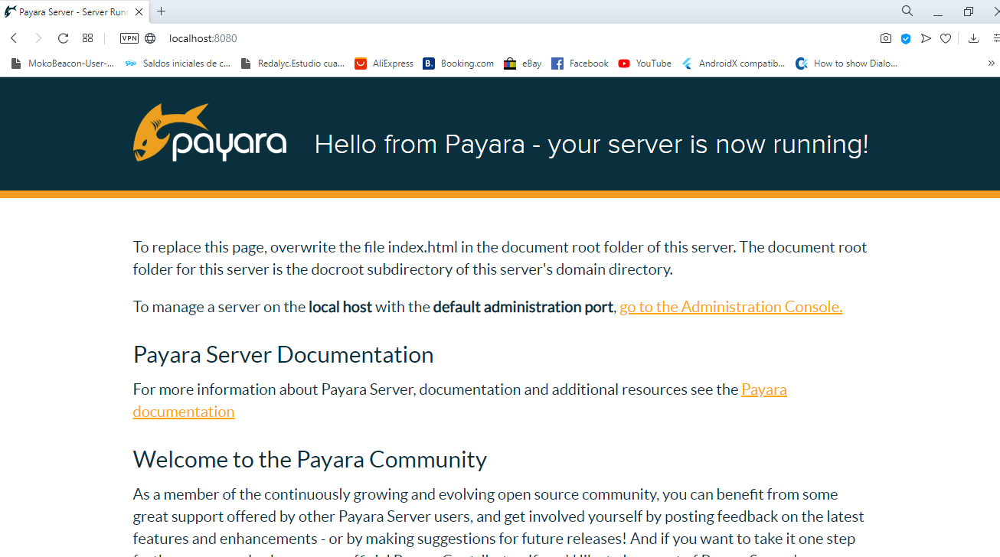 Payara Server - Server Runn
VPN
localhost:8080
MokoBeacon-User-...
Saldos iniciales de c...
Redalyc.Estudio cua...
AliExpress
B.
Booking.com
eBay
Facebook
YouTube
AndroidX compatib...
How to show Dialo...
»
payara
Hello from Payara - your server is now running!
To replace this page, overwrite the file index.html in the document root folder of this server. The document root
folder for this server is the docroot subdirectory of this server's domain directory.
To manage a server on the local host with the default administration port, go to the Administration Console.
Payara Server Documentation
For more information about Payara Server, documentation and additional resources see the Payara
documentation
Welcome to the Payara Community
As a member of the continuously growing and evolving open source community, you can benefit from some
great support offered by other Payara Server users, and get involved yourself by posting feedback on the latest
features and enhancements - or by making suggestions for future releases! And if you want to take it one step